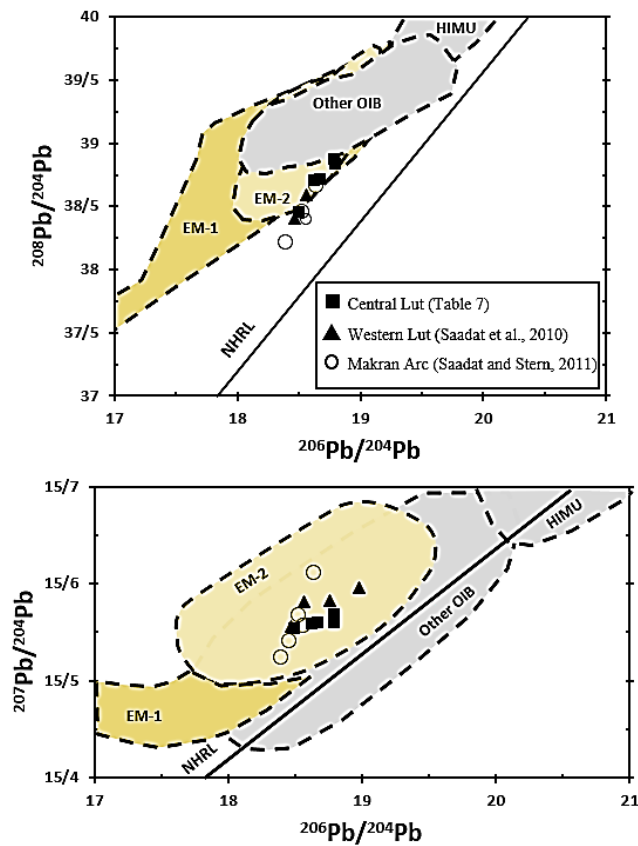 40
39/5
39
38/5
38
37/5
37
²⁰⁸Pb/²⁰⁴Pb
HIMU
Other OIB
EM-2
EM-1
NHRL
Central Lut (Table 7)
Western Lut (Saadat et al., 2010)
Makran Arc (Saadat and Stern, 2011)
17 18 19 20 21
²⁰⁶Pb/²⁰⁴Pb
15/7
15/6
15/5
15/4
²⁰⁷Pb/²⁰⁴Pb
HIMU
EM-2
Other OIB
EM-1
NHRL
17 18 19 20 21
²⁰⁶Pb/²⁰⁴Pb